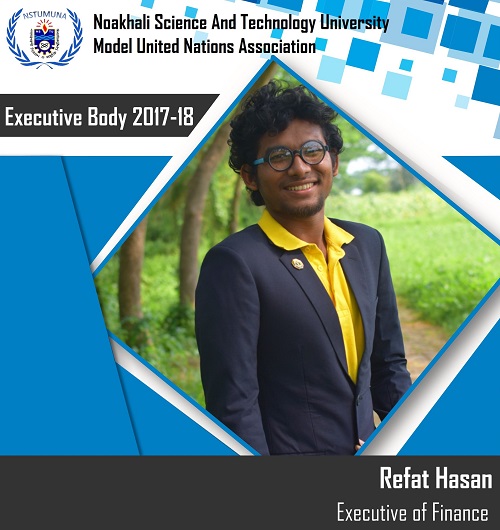 NSTUMUNA
Noakhali Science And Technology University
Model United Nations Association
Executive Body 2017-18
Refat Hasan
Executive of Finance